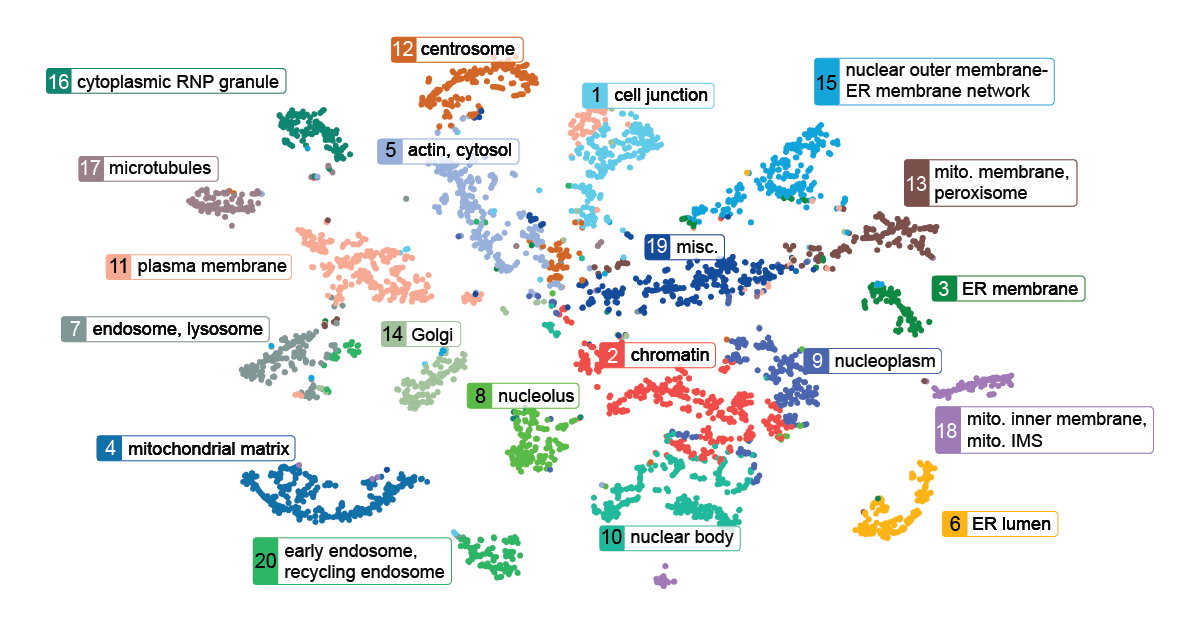 12 centrosome
16 cytoplasmic RNP granule
1 cell junction
15 nuclear outer membrane-
ER membrane network
5 actin, cytosol
17 microtubules
13 mito. membrane,
peroxisome
19 misc.
11 plasma membrane
3 ER membrane
7 endosome, lysosome
14 Golgi
2 chromatin
9 nucleoplasm
8 nucleolus
18 mito. inner membrane,
mito. IMS
4 mitochondrial matrix
6 ER lumen
10 nuclear body
20 early endosome,
recycling endosome